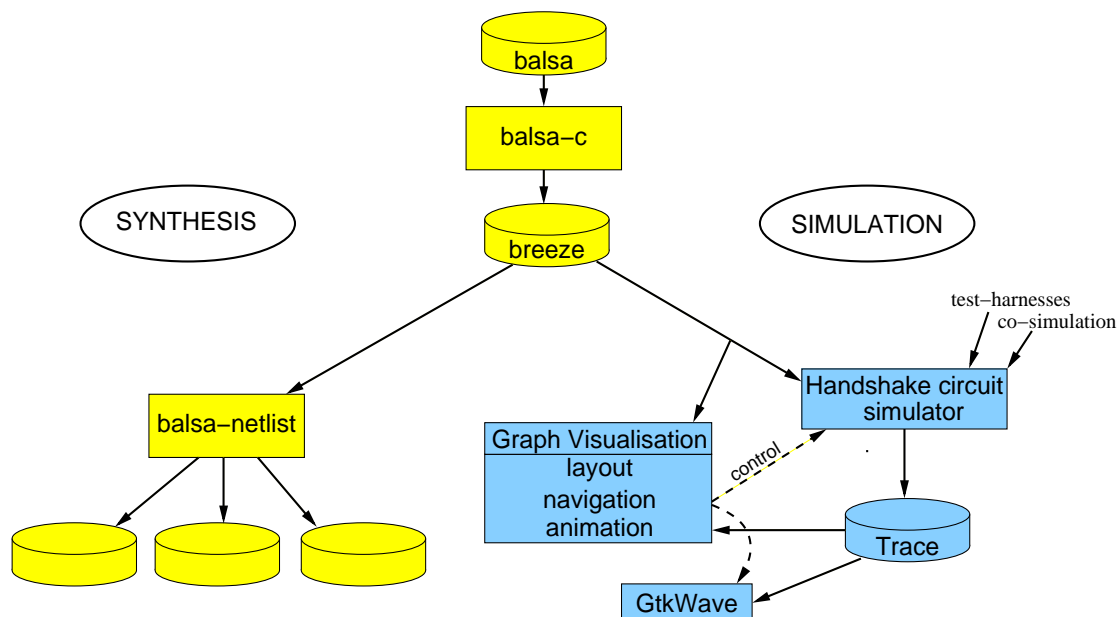 balsa
balsa−c
SYNTHESIS
breeze
SIMULATION
test−harnesses
co−simulation
Handshake circuit
simulator
balsa−netlist
Graph Visualisation
layout
navigation
animation
control
Trace
GtkWave